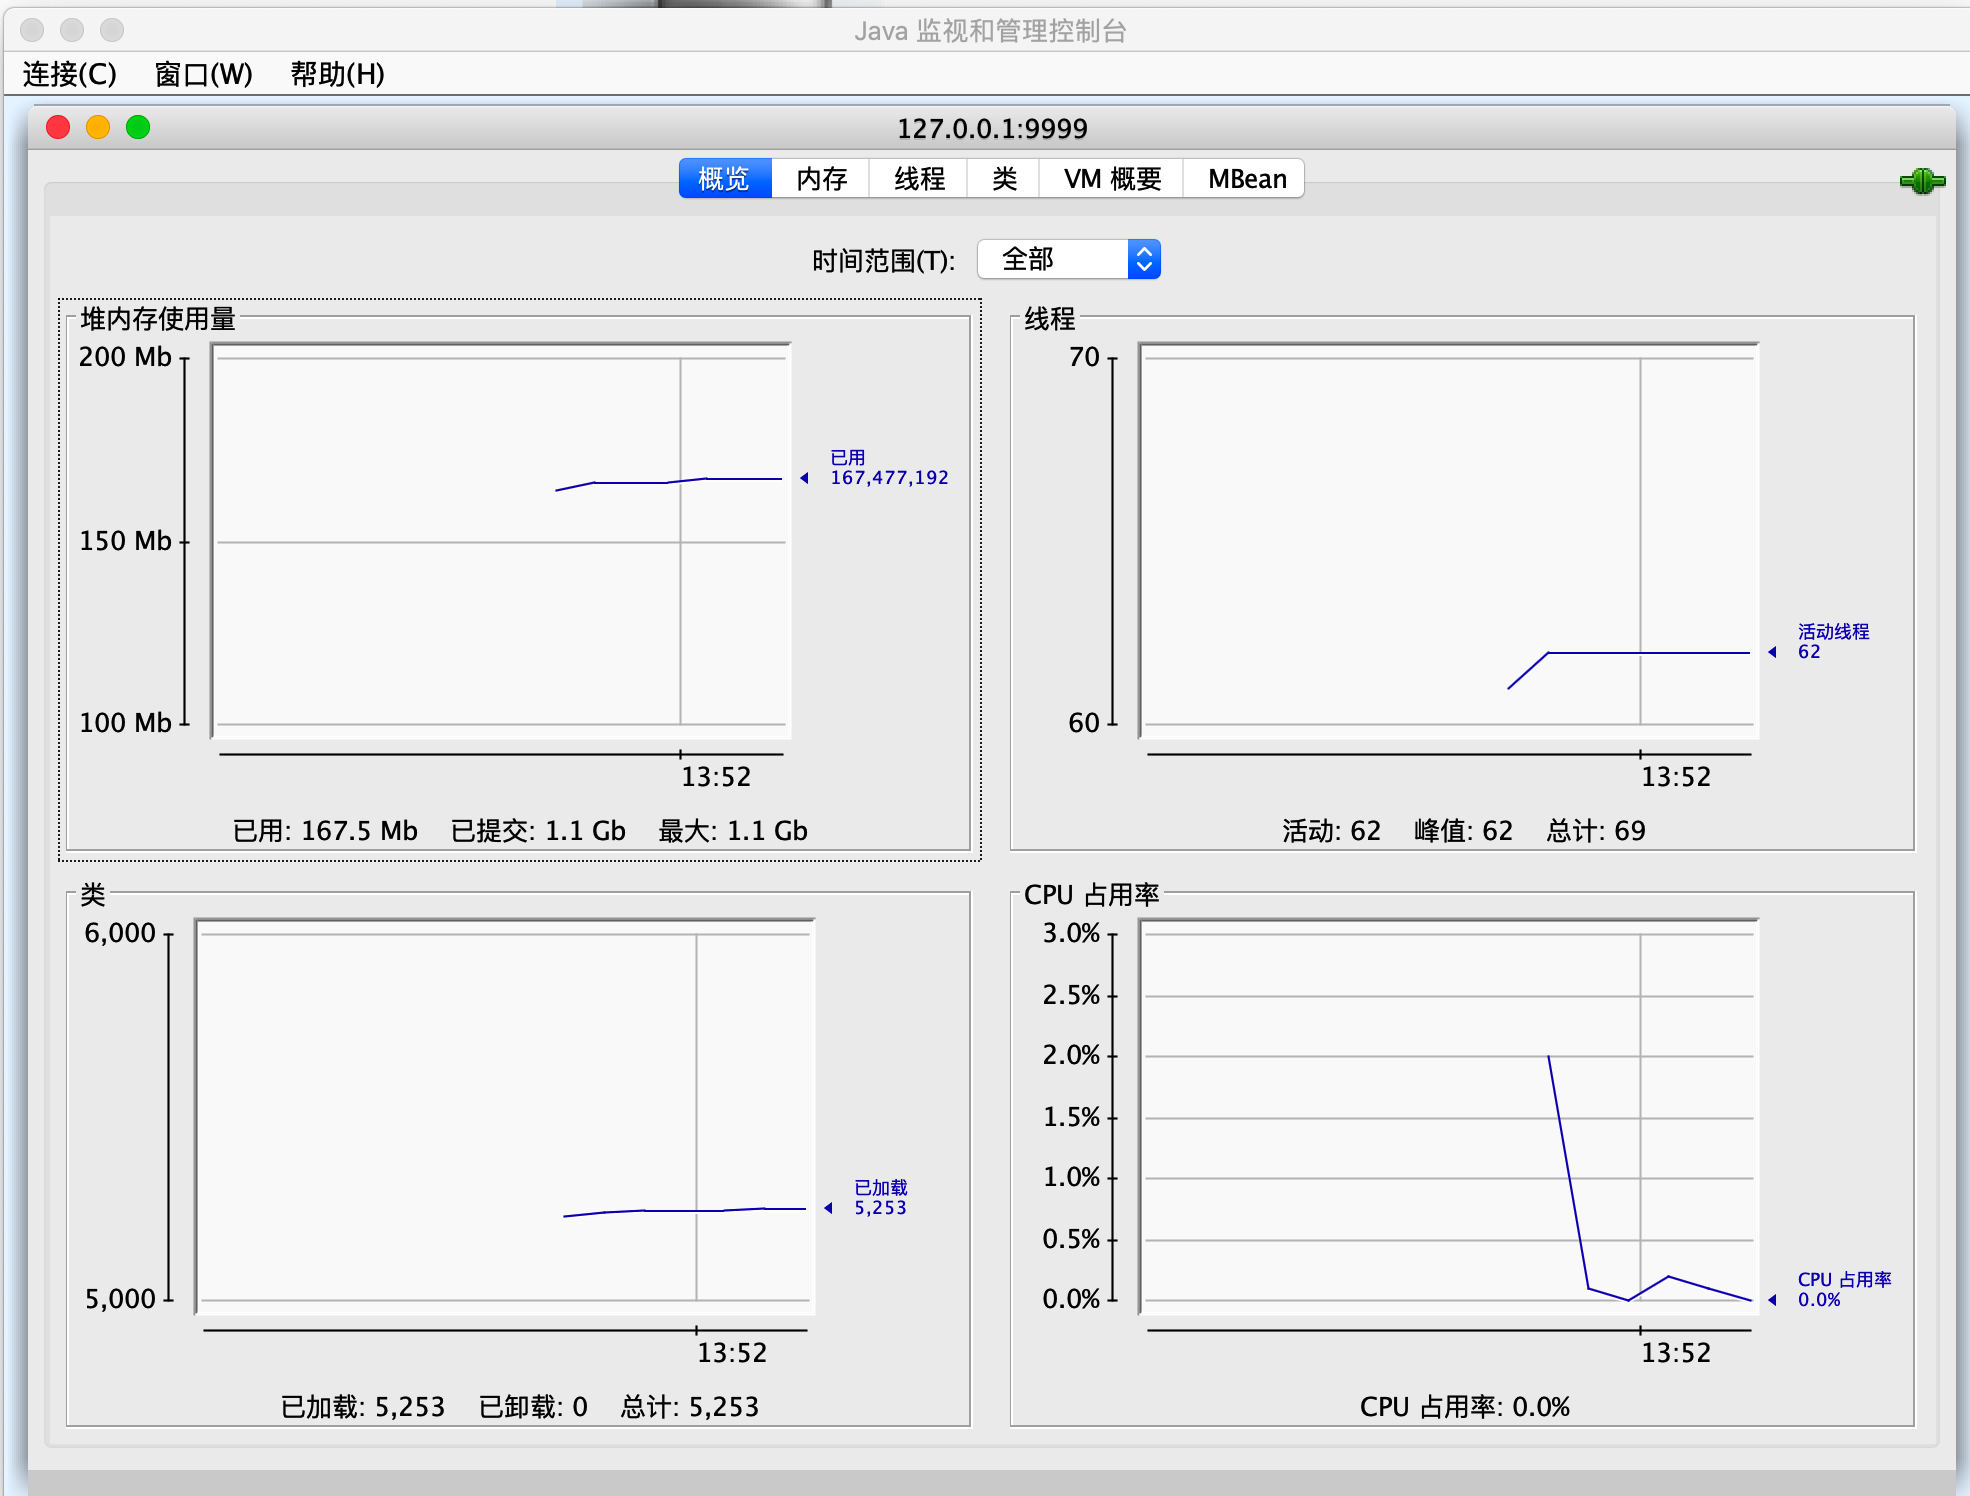 Java 监视和管理控制台
连接(C) 窗口(W) 帮助(H)
127.0.0.1:9999
概览 内存 线程 类 VM 概要 MBean
时间范围(T): 全部
堆内存使用量
200 Mb
150 Mb
100 Mb
已用
167,477,192
13:52
已用: 167.5 Mb 已提交: 1.1 Gb 最大: 1.1 Gb
线程
70
60
活动线程
62
13:52
活动: 62 峰值: 62 总计: 69
类
6,000
5,000
已加载
5,253
13:52
已加载: 5,253 已卸载: 0 总计: 5,253
CPU 占用率
3.0%
2.5%
2.0%
1.5%
1.0%
0.5%
0.0%
CPU 占用率
0.0%
13:52
CPU 占用率: 0.0%